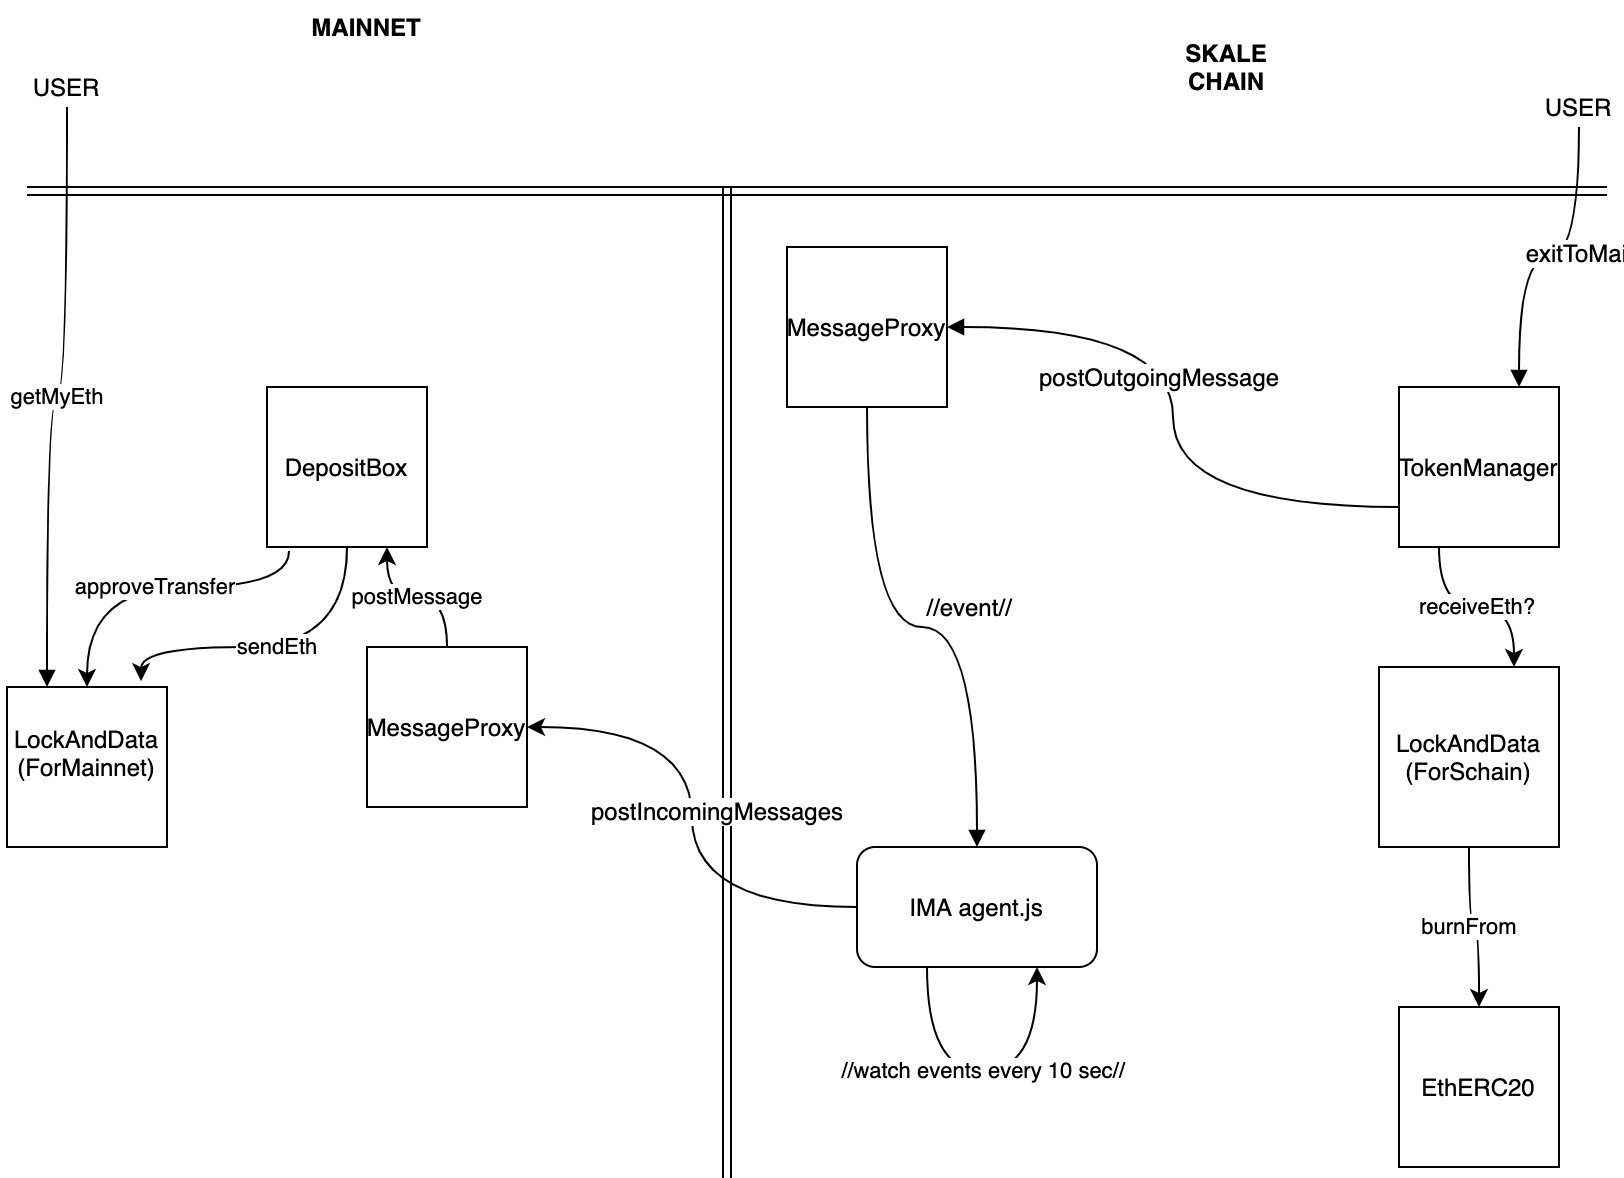 MAINNET
SKALE
CHAIN
USER
USER
exitToMai
MessageProxy
postOutgoingMessage
getMyEth
DepositBox
TokenManager
approveTransfer
postMessage
//event//
receiveEth?
sendEth
MessageProxy
LockAndData
(ForMainnet)
LockAndData
(ForSchain)
postIncomingMessages
IMA agent.js
burnFrom
//watch events every 10 sec//
EthERC20